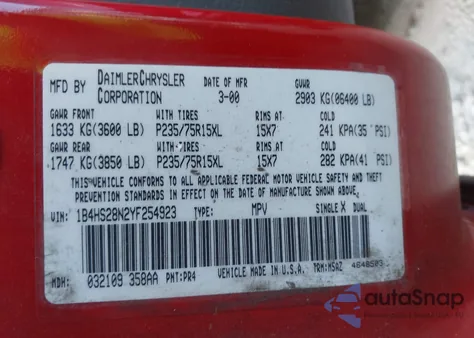 MFD BY DAIMLERCHRYSLER CORPORATION DATE OF MFR 3-00 GVWR 2903 KG(06400 LB)
GAWR FRONT WITH TIRES RIMS AT COLD
1633 KG(3600 LB) P235/75R15XL 15X7 241 KPA(35 PSI)
GAWR REAR WITH TIRES RIMS AT COLD
1747 KG(3850 LB) P235/75R15XL 15X7 282 KPA(41 PSI)
THIS VEHICLE CONFORMS TO ALL APPLICABLE FEDERAL MOTOR VEHICLE SAFETY AND THEFT
PREVENTION STANDARDS IN EFFECT ON THE DATE OF MANUFACTURE SHOWN ABOVE.
VIN: 1B4HS28N2YF254923 TYPE: MPV SINGLE X DUAL
MDH: 032109 358AA PNT:PR4 VEHICLE MADE IN U.S.A. TRM:MSAZ
autoSnap